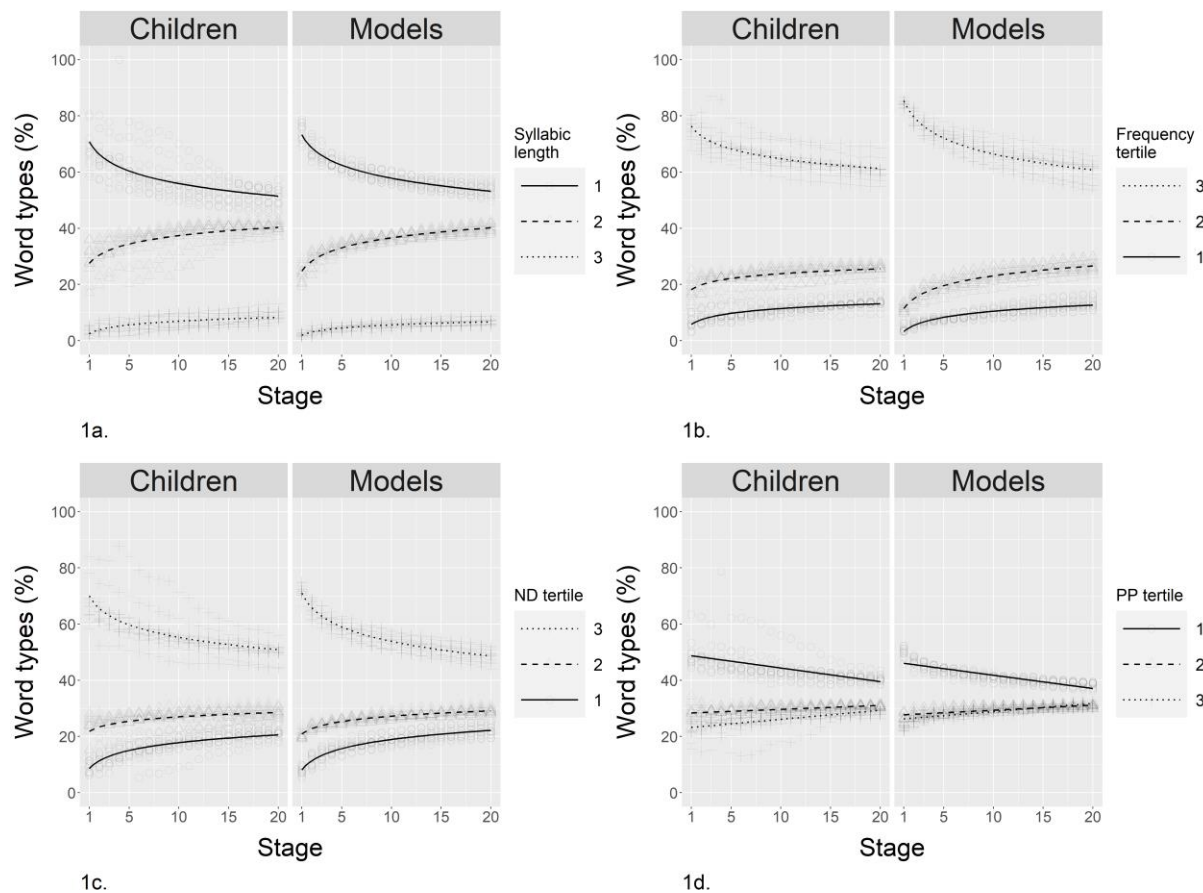 Children Models
100
80
60
40
20
0
Word types (%)
1 5 10 15 20 1 5 10 15 20
Stage
Syllabic
length
1
2
3
1a.
Children Models
100
80
60
40
20
0
Word types (%)
1 5 10 15 20 1 5 10 15 20
Stage
Frequency
tertile
3
2
1
1b.
Children Models
100
80
60
40
20
0
Word types (%)
1 5 10 15 20 1 5 10 15 20
Stage
ND tertile
3
2
1
1c.
Children Models
100
80
60
40
20
0
Word types (%)
1 5 10 15 20 1 5 10 15 20
Stage
PP tertile
1
2
3
1d.